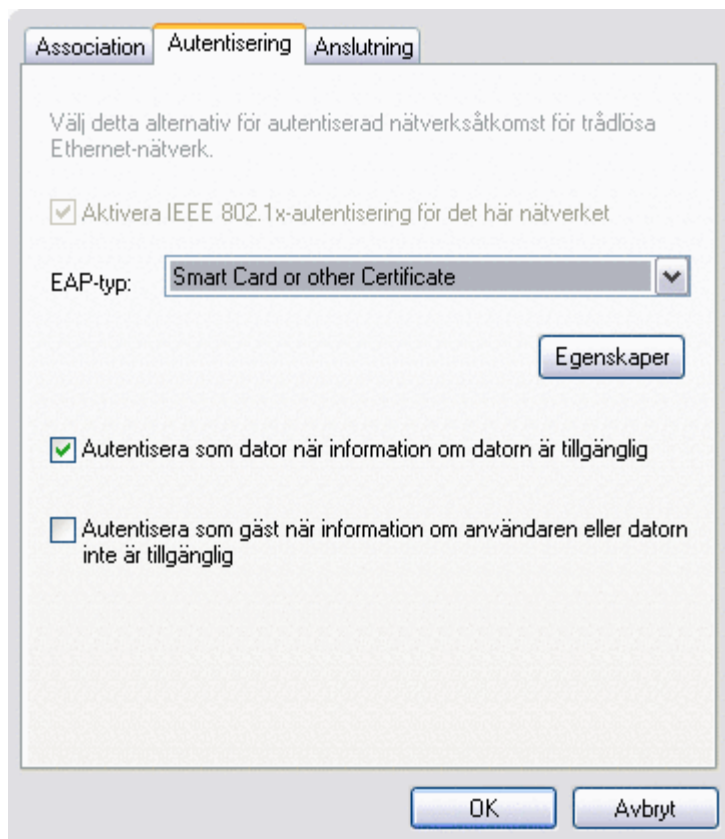 Association Autentisering Anslutning
Välj detta alternativ för autentiserad nätverksåtkomst för trådlösa
Ethernet-nätverk.
Aktivera IEEE 802.1x-autentisering för det här nätverket
EAP-typ: Smart Card or other Certificate
Egenskaper
Autentisera som dator när information om datorn är tillgänglig
Autentisera som gäst när information om användaren eller datorn
inte är tillgänglig
OK Avbryt